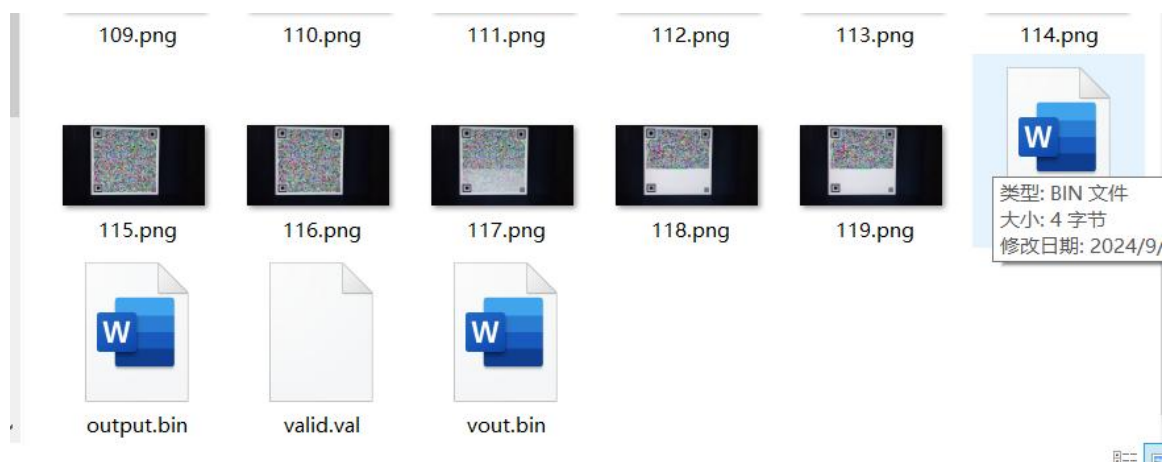 109.png
110.png
111.png
112.png
113.png
114.png
W
类型: BIN 文件
大小: 4 字节
修改日期: 2024/9/
115.png
116.png
117.png
118.png
119.png
W
W
output.bin
valid.val
vout.bin